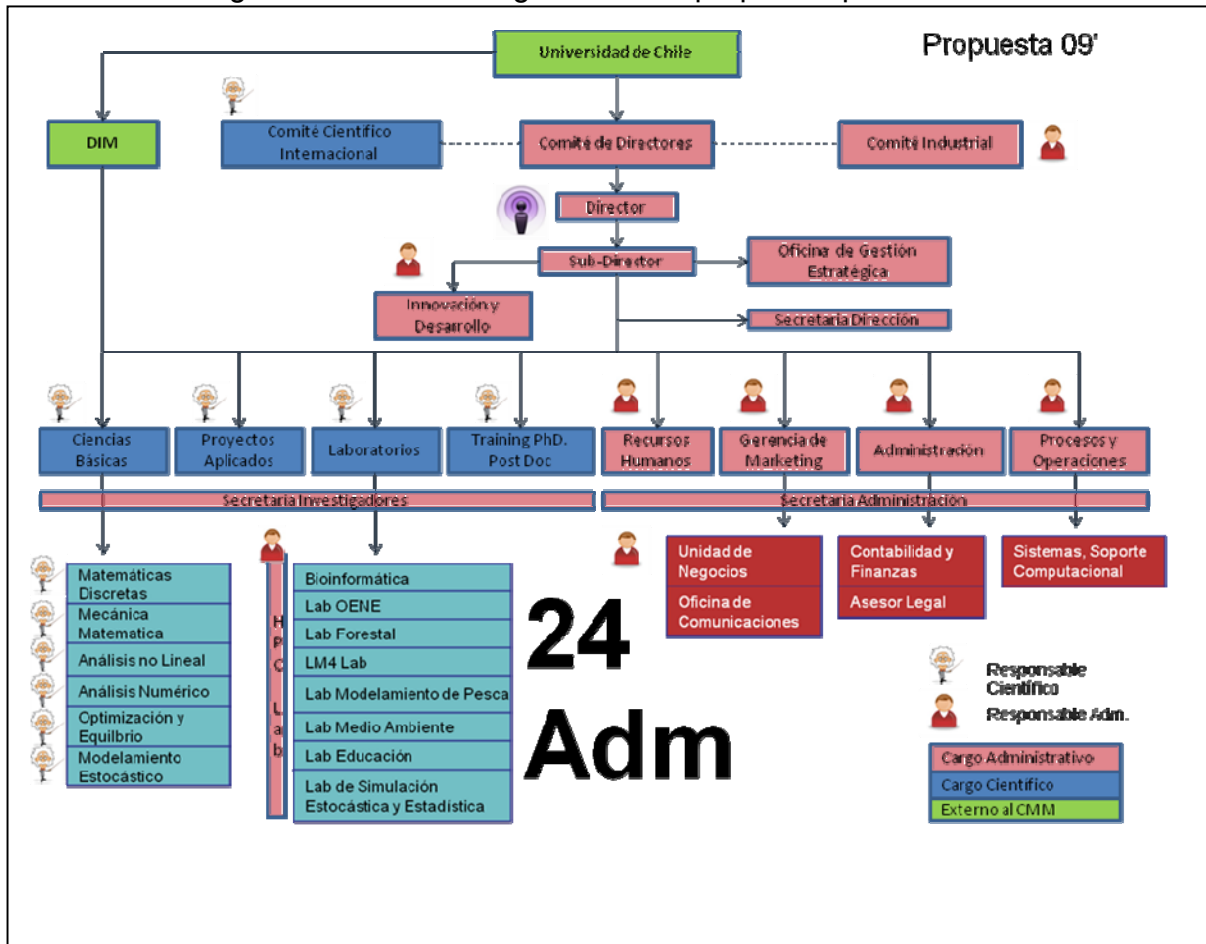 Universidad de Chile
Propuesta 09'
DIM
Comité Científico
Internacional
Comité de Directores
Comité Industrial
Director
Sub-Director
Oficina de Gestión
Estratégica
Innovación y
Desarrollo
Secretaria Dirección
Ciencias
Básicas
Proyectos
Aplicados
Laboratorios
Training PhD.
Post Doc
Recursos
Humanos
Gerencia de
Marketing
Administración
Procesos y
Operaciones
Secretaria Investigadores
Secretaria Administración
Matemáticas
Discretas
Mecánica
Matematica
Análisis no Lineal
Análisis Numérico
Optimización y
Equilbrio
Modelamiento
Estocástico
HPC Lab
Bioinformática
Lab OENE
Lab Forestal
LM4 Lab
Lab Modelamiento de Pesca
Lab Medio Ambiente
Lab Educación
Lab de Simulación
Estocástica y Estadística
24
Adm
Unidad de
Negocios
Oficina de
Comunicaciones
Contabilidad y
Finanzas
Asesor Legal
Sistemas, Soporte
Computacional
Responsable
Científico
Responsable Adm.
Cargo Administrativo
Cargo Científico
Externo al CMM